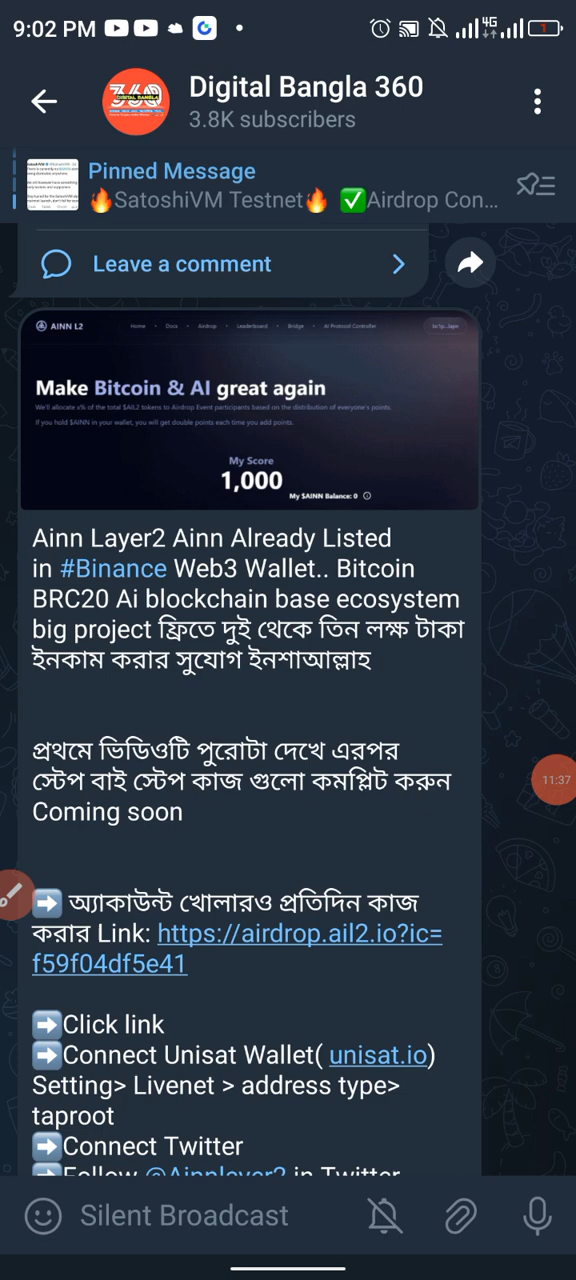 9:02 PM
4G
1
360
DIGITAL BANGLA
Digital Bangla 360
3.8K subscribers
Pinned Message
🔥SatoshiVM Testnet🔥 ✅Airdrop Con...
Leave a comment
AINN L2
Home • Docs • Airdrop • Leaderboard • Bridge • AI Protocol Controller
Make Bitcoin & AI great again
We'll allocate x% of the total $AIL2 tokens to Airdrop Event participants based on the distribution of everyone's points.
If you hold $AINN in your wallet, you will get double points each time you add points.
My Score
1,000
My $AINN Balance: 0
Ainn Layer2 Ainn Already Listed
in #Binance Web3 Wallet.. Bitcoin
BRC20 Ai blockchain base ecosystem
big project ফ্রিতে দুই থেকে তিন লক্ষ টাকা
ইনকাম করার সুযোগ ইনশাআল্লাহ
প্রথমে ভিডিওটি পুরোটা দেখে এরপর
স্টেপ বাই স্টেপ কাজ গুলো কমপ্লিট করুন
Coming soon
11:37
➡️ অ্যাকাউন্ট খোলারও প্রতিদিন কাজ
করার Link: https://airdrop.ail2.io?ic=
f59f04df5e41
➡️Click link
➡️Connect Unisat Wallet( unisat.io)
Setting> Livenet > address type>
taproot
➡️Connect Twitter
➡️Follow @Ainnlayer2 in Twitter
Silent Broadcast